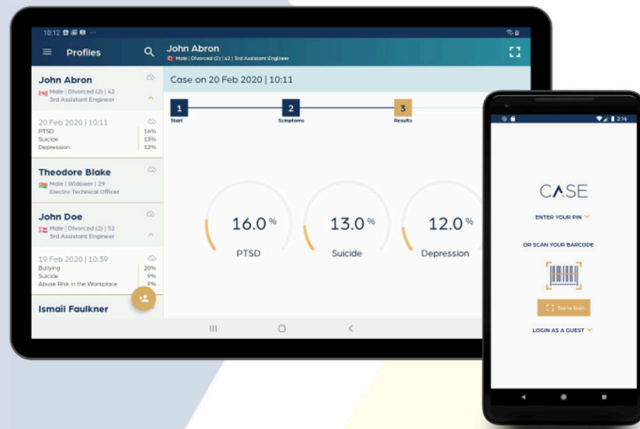 10:12
Profiles
John Abron
Male | Divorced (2) | 42 | 3rd Assistant Engineer
John Abron
Male | Divorced (2) | 42
3rd Assistant Engineer
20 Feb 2020 | 10:11
PTSD 16%
Suicide 13%
Depression 12%
Theodore Blake
Male | Widower | 29
Electro Technical Officer
John Doe
Male | Divorced (2) | 52
3rd Assistant Engineer
19 Feb 2020 | 10:59
Bullying 20%
Suicide 9%
Abuse Risk in the Workplace 9%
Ismail Faulkner
Case on 20 Feb 2020 | 10:11
1 2 3
Start Symptoms Results
16.0 % 13.0 % 12.0 %
PTSD Suicide Depression
3:16
CASE
ENTER YOUR PIN
OR SCAN YOUR BARCODE
Tap to Scan
LOGIN AS A GUEST